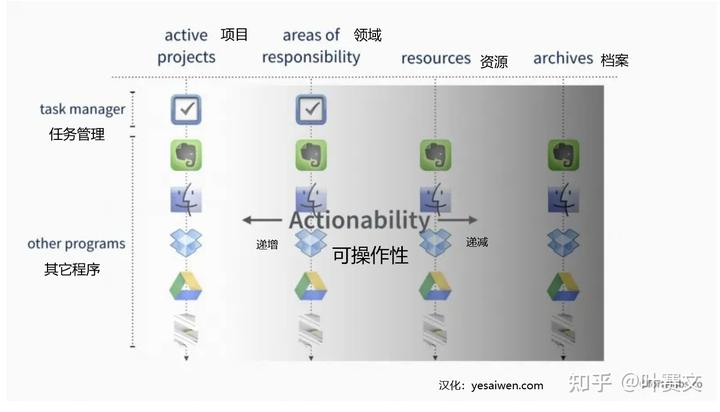 active 项目
projects
areas of 领域
responsibility
resources 资源
archives 档案
task manager
任务管理
other programs
其它程序
Actionability
递增
递减
可操作性
汉化：yesaiwen.com
知乎 @叶赛文